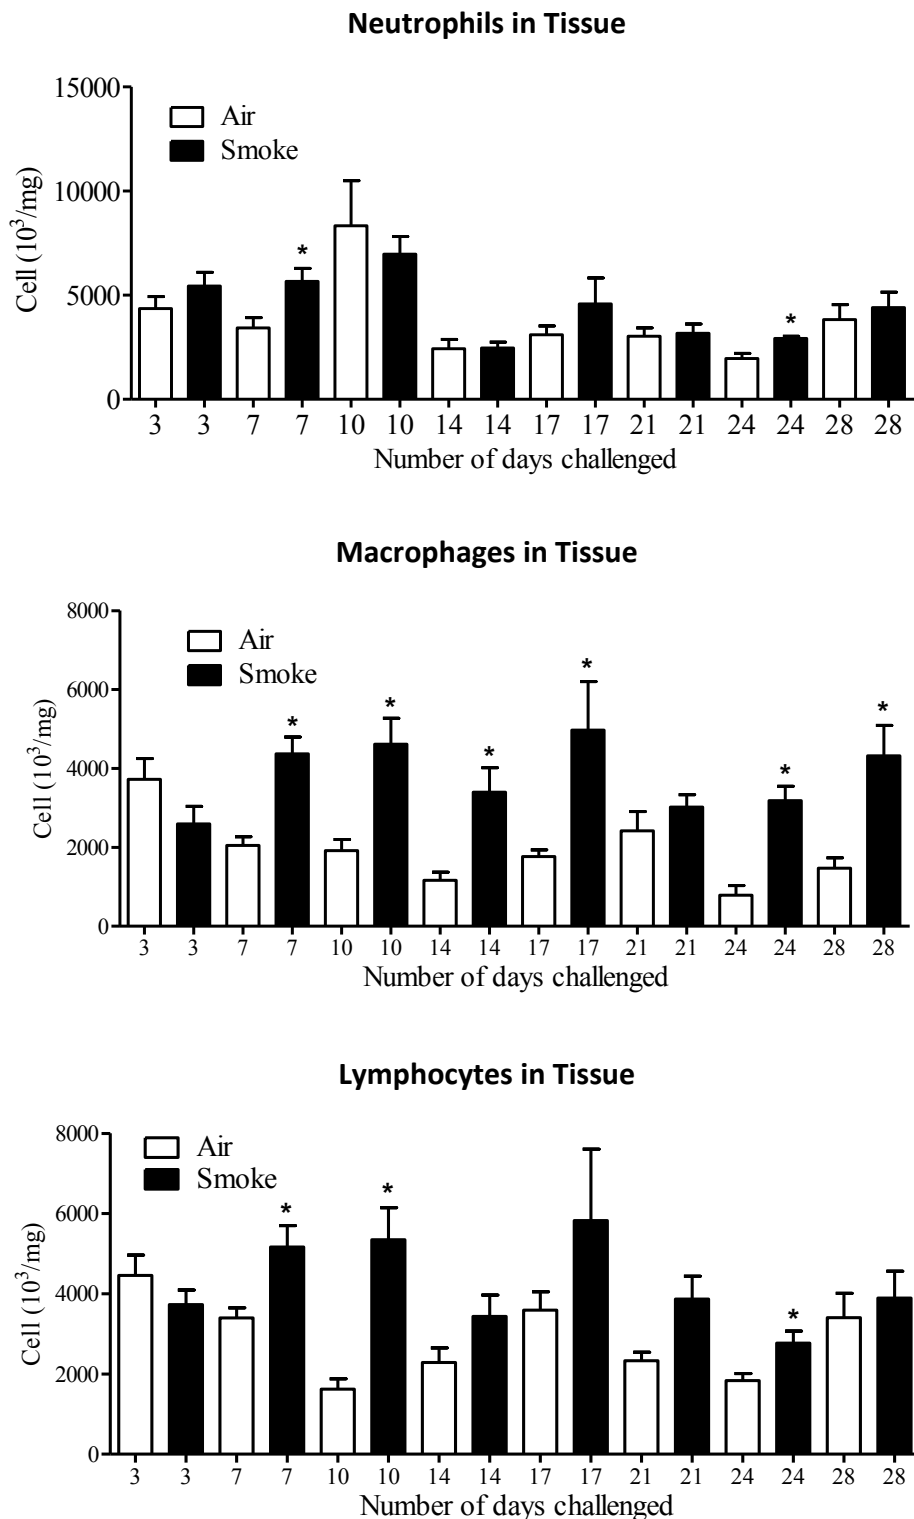 Neutrophils in Tissue
15000
10000
5000
0
Cell (10³/mg)
Air
Smoke
*
*
3 3 7 7 10 10 14 14 17 17 21 21 24 24 28 28
Number of days challenged
Macrophages in Tissue
8000
6000
4000
2000
0
Cell (10³/mg)
Air
Smoke
*
*
*
*
*
*
3 3 7 7 10 10 14 14 17 17 21 21 24 24 28 28
Number of days challenged
Lymphocytes in Tissue
8000
6000
4000
2000
0
Cell (10³/mg)
Air
Smoke
*
*
*
3 3 7 7 10 10 14 14 17 17 21 21 24 24 28 28
Number of days challenged